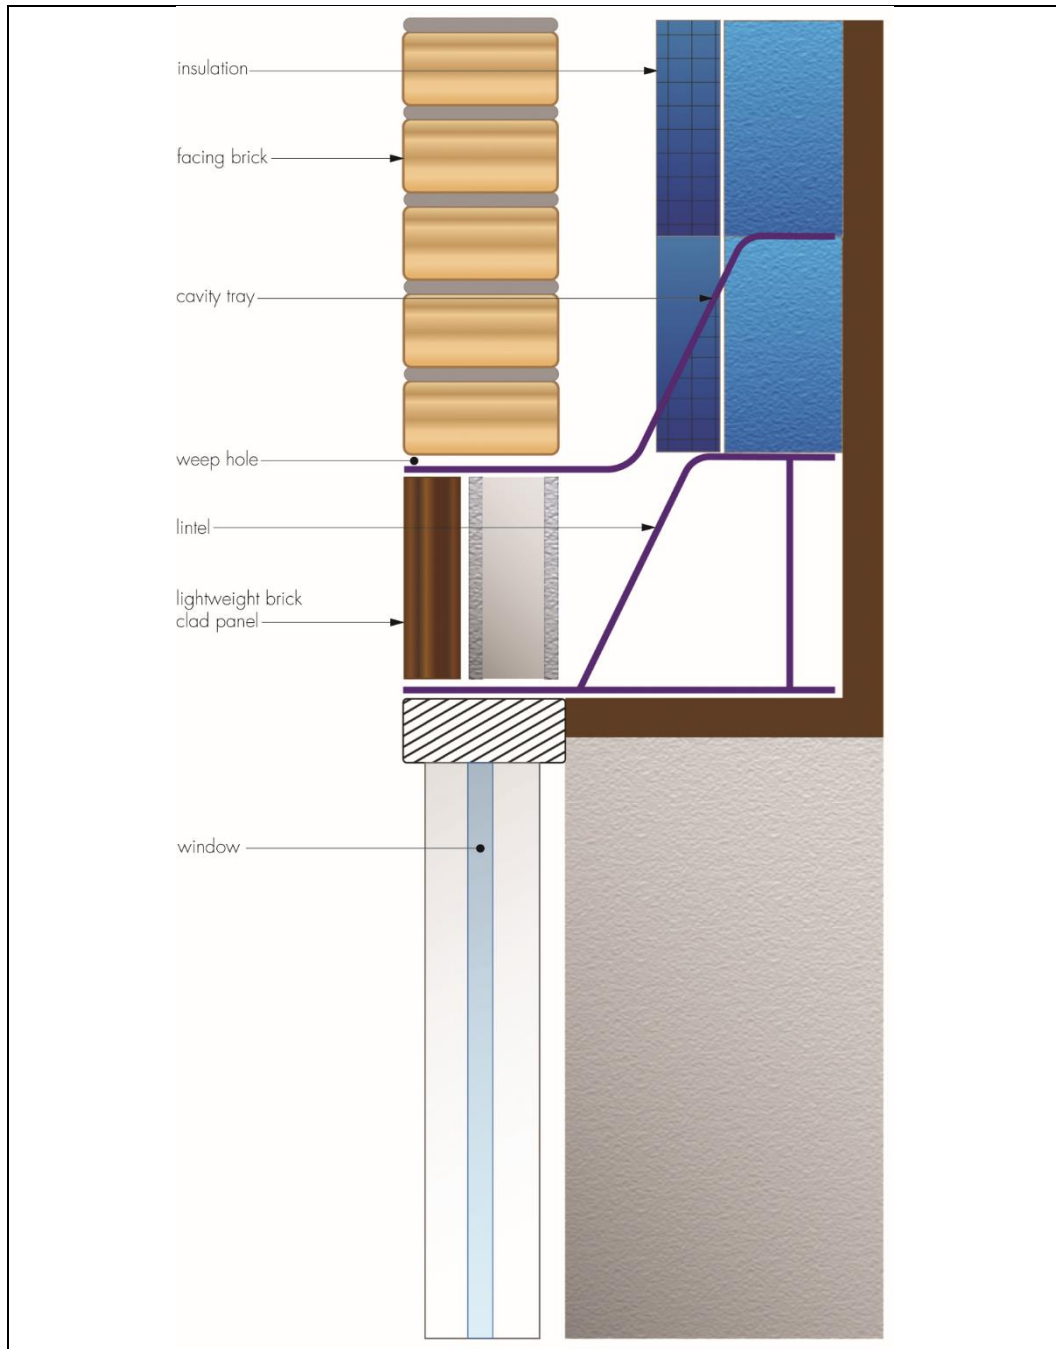 insulation
facing brick
cavity tray
weep hole
lintel
lightweight brick
clad panel
window